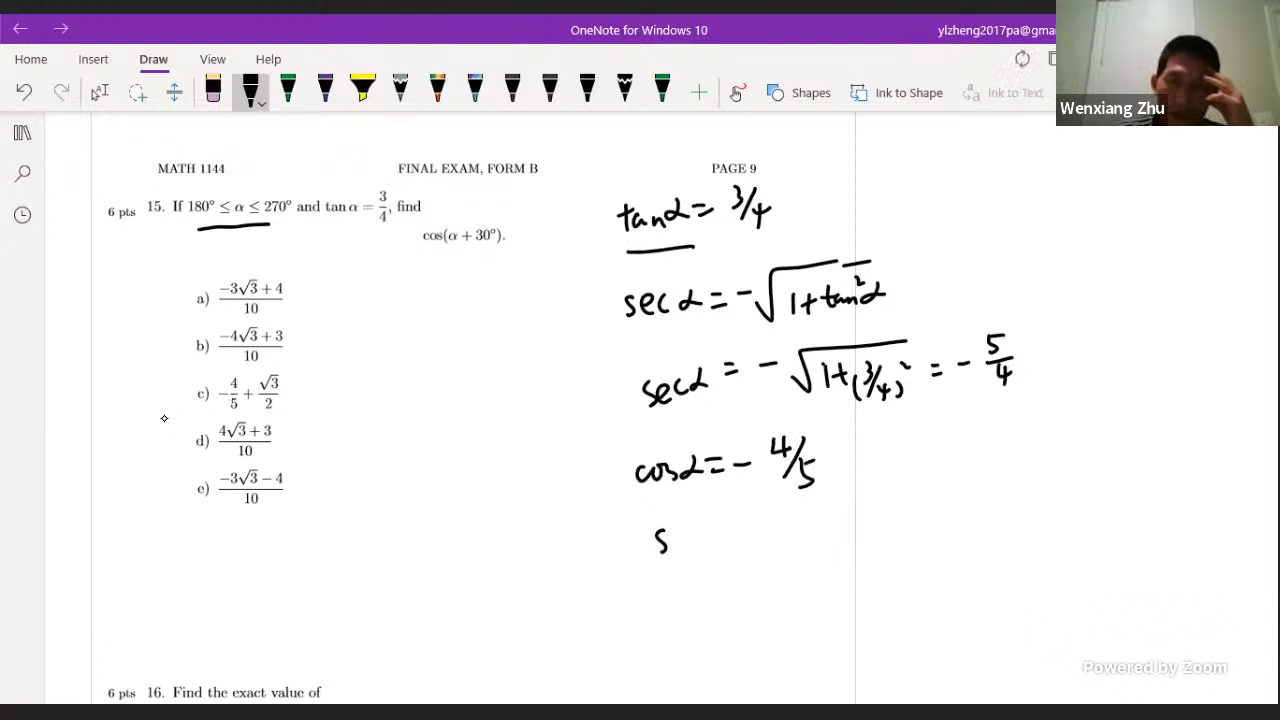 OneNote for Windows 10
ylzheng2017pa@gmai
Home Insert Draw View Help
Shapes Ink to Shape Ink to Text
Wenxiang Zhu
MATH 1144 FINAL EXAM, FORM B PAGE 9
6 pts 15. If 180° ≤ α ≤ 270° and tan α = 3/4, find
cos(α + 30°).
a) (-3√3 + 4)/10
b) (-4√3 + 3)/10
c) -4/5 + √3/2
d) (4√3 + 3)/10
e) (-3√3 - 4)/10
tanα = 3/4
secα = -√(1+tan²α)
secα = -√(1+(3/4)²) = -5/4
cosα = -4/5
s
6 pts 16. Find the exact value of
Powered by Zoom